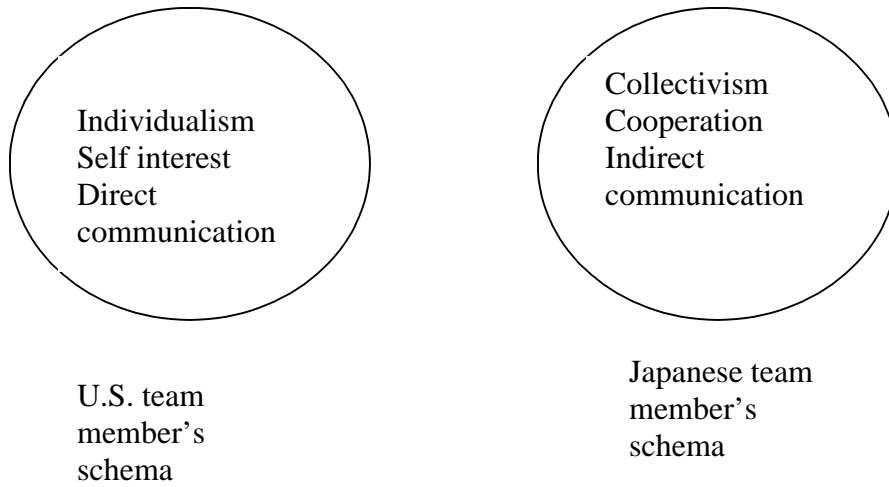 Individualism
Self interest
Direct
communication
Collectivism
Cooperation
Indirect
communication
U.S. team
member’s
schema
Japanese team
member’s
schema